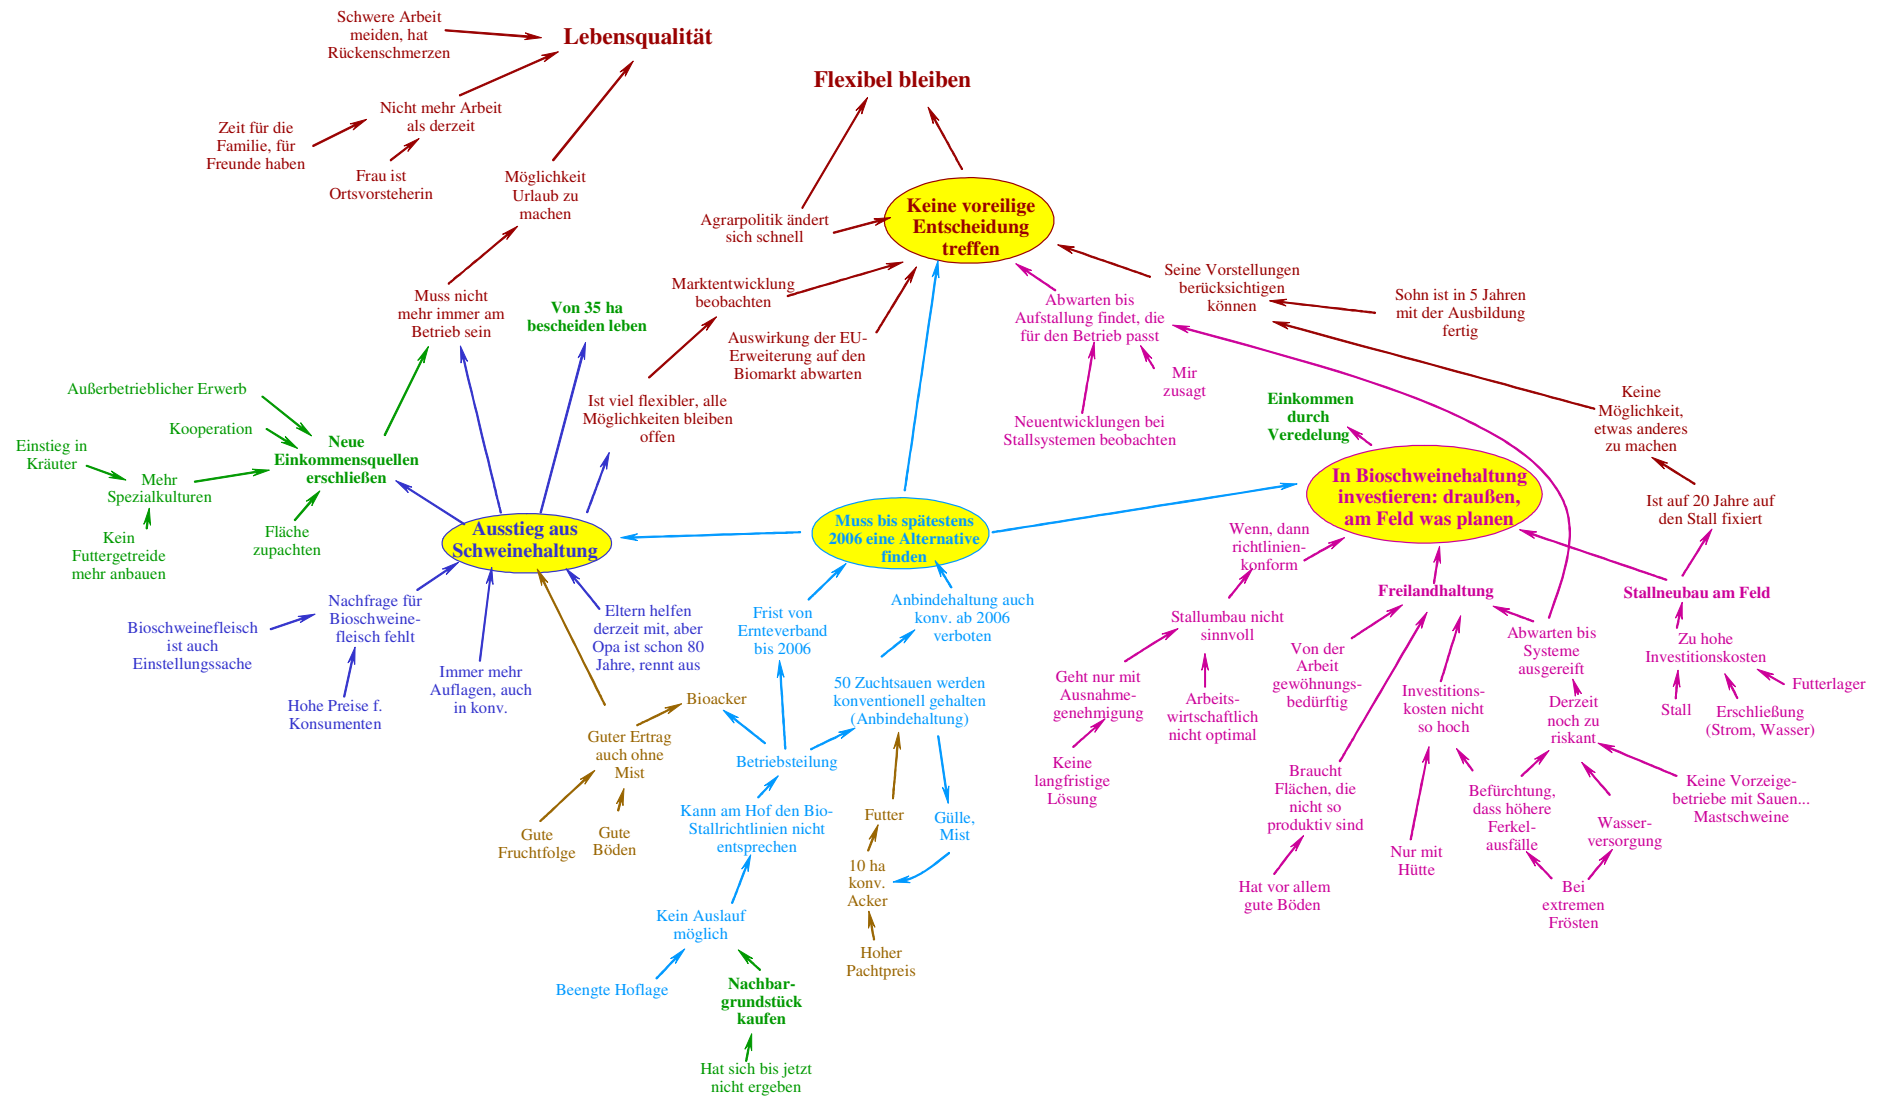 Schwere Arbeit
meiden, hat
Rückenschmerzen
Lebensqualität
Flexibel bleiben
Nicht mehr Arbeit
als derzeit
Zeit für die
Familie, für
Freunde haben
Frau ist
Ortsvorsteherin
Möglichkeit
Urlaub zu
machen
Agrarpolitik ändert
sich schnell
Keine voreilige
Entscheidung
treffen
Marktentwicklung
beobachten
Auswirkung der EU-
Erweiterung auf den
Biomarkt abwarten
Abwarten bis
Aufstallung findet, die
für den Betrieb passt
Seine Vorstellungen
berücksichtigen
können
Sohn ist in 5 Jahren
mit der Ausbildung
fertig
Muss nicht
mehr immer am
Betrieb sein
Von 35 ha
bescheiden leben
Mir
zusagt
Neuentwicklungen bei
Stallsystemen beobachten
Ist viel flexibler, alle
Möglichkeiten bleiben
offen
Einkommen
durch
Veredelung
Keine
Möglichkeit,
etwas anderes
zu machen
Außerbetrieblicher Erwerb
Kooperation
Einstieg in
Kräuter
Mehr
Spezialkulturen
Neue
Einkommensquellen
erschließen
Kein
Futtergetreide
mehr anbauen
Fläche
zupachten
Ausstieg aus
Schweinehaltung
Muss bis spätestens
2006 eine Alternative
finden
In Bioschweinehaltung
investieren: draußen,
am Feld was planen
Ist auf 20 Jahre auf
den Stall fixiert
Wenn, dann
richtlinien-
konform
Freilandhaltung
Stallneubau am Feld
Nachfrage für
Bioschweine-
fleisch fehlt
Bioschweinefleisch
ist auch
Einstellungssache
Hohe Preise f.
Konsumenten
Immer mehr
Auflagen, auch
in konv.
Eltern helfen
derzeit mit, aber
Opa ist schon 80
Jahre, rennt aus
Frist von
Ernteverband
bis 2006
Anbindehaltung auch
konv. ab 2006
verboten
Stallumbau nicht
sinnvoll
Geht nur mit
Ausnahme-
genehmigung
Arbeits-
wirtschaftlich
nicht optimal
Keine
langfristige
Lösung
Von der
Arbeit
gewöhnungs-
bedürftig
Abwarten bis
Systeme
ausgereift
Zu hohe
Investitionskosten
Futterlager
Stall
Erschließung
(Strom, Wasser)
Investitions-
kosten nicht
so hoch
Derzeit
noch zu
riskant
Bioacker
50 Zuchtsauen werden
konventionell gehalten
(Anbindehaltung)
Guter Ertrag
auch ohne
Mist
Betriebsteilung
Gute
Fruchtfolge
Gute
Böden
Kann am Hof den Bio-
Stallrichtlinien nicht
entsprechen
Futter
Gülle,
Mist
10 ha
konv.
Acker
Hoher
Pachtpreis
Kein Auslauf
möglich
Beengte Hoflage
Nachbar-
grundstück
kaufen
Hat sich bis jetzt
nicht ergeben
Braucht
Flächen, die
nicht so
produktiv sind
Hat vor allem
gute Böden
Nur mit
Hütte
Befürchtung,
dass höhere
Ferkel-
ausfälle
Wasser-
versorgung
Keine Vorzeige-
betriebe mit Sauen...
Mastschweine
Bei
extremen
Frösten